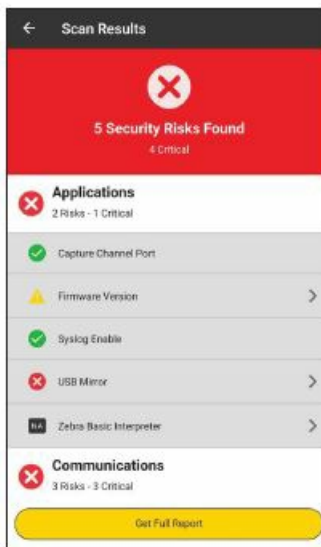 Scan Results
5 Security Risks Found
4 Critical
Applications
2 Risks - 1 Critical
Capture Channel Port
Firmware Version
Syslog Enable
USB Mirror
NA Zebra Basic Interpreter
Communications
3 Risks - 3 Critical
Get Full Report